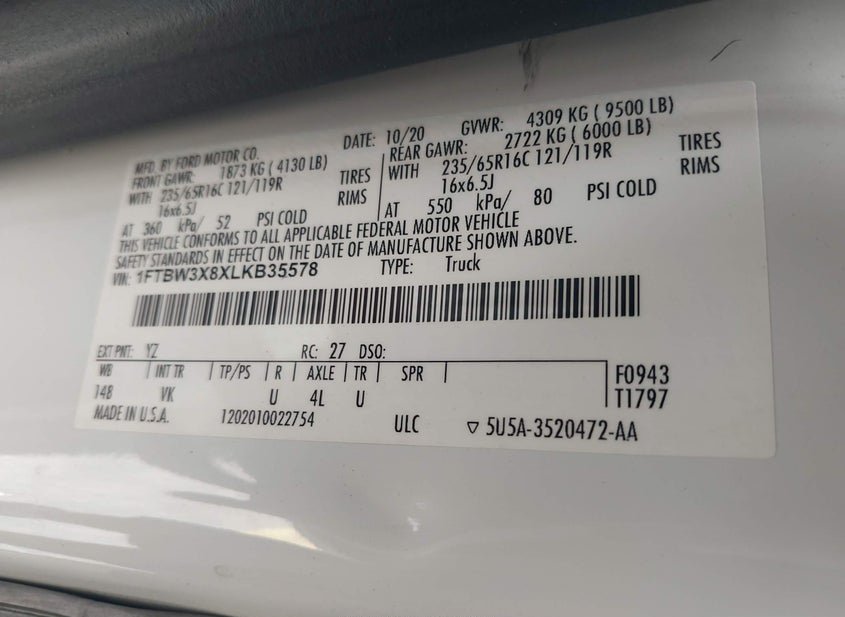 MFD. BY FORD MOTOR CO. DATE: 10/20 GVWR: 4309 KG ( 9500 LB)
FRONT GAWR: 1873 KG ( 4130 LB) REAR GAWR: 2722 KG ( 6000 LB)
WITH 235/65R16C 121/119R TIRES WITH 235/65R16C 121/119R TIRES
16x6.5J RIMS 16x6.5J RIMS
AT 360 kPa/ 52 PSI COLD AT 550 kPa/ 80 PSI COLD
THIS VEHICLE CONFORMS TO ALL APPLICABLE FEDERAL MOTOR VEHICLE
SAFETY STANDARDS IN EFFECT ON THE DATE OF MANUFACTURE SHOWN ABOVE.
VIN: 1FTBW3X8XLKB35578 TYPE: Truck
EXT PNT: YZ RC: 27 DSO:
WB INT TR TP/PS R AXLE TR SPR F0943
148 VK U 4L U T1797
MADE IN U.S.A. 1202010022754 ULC ▽ 5U5A-3520472-AA